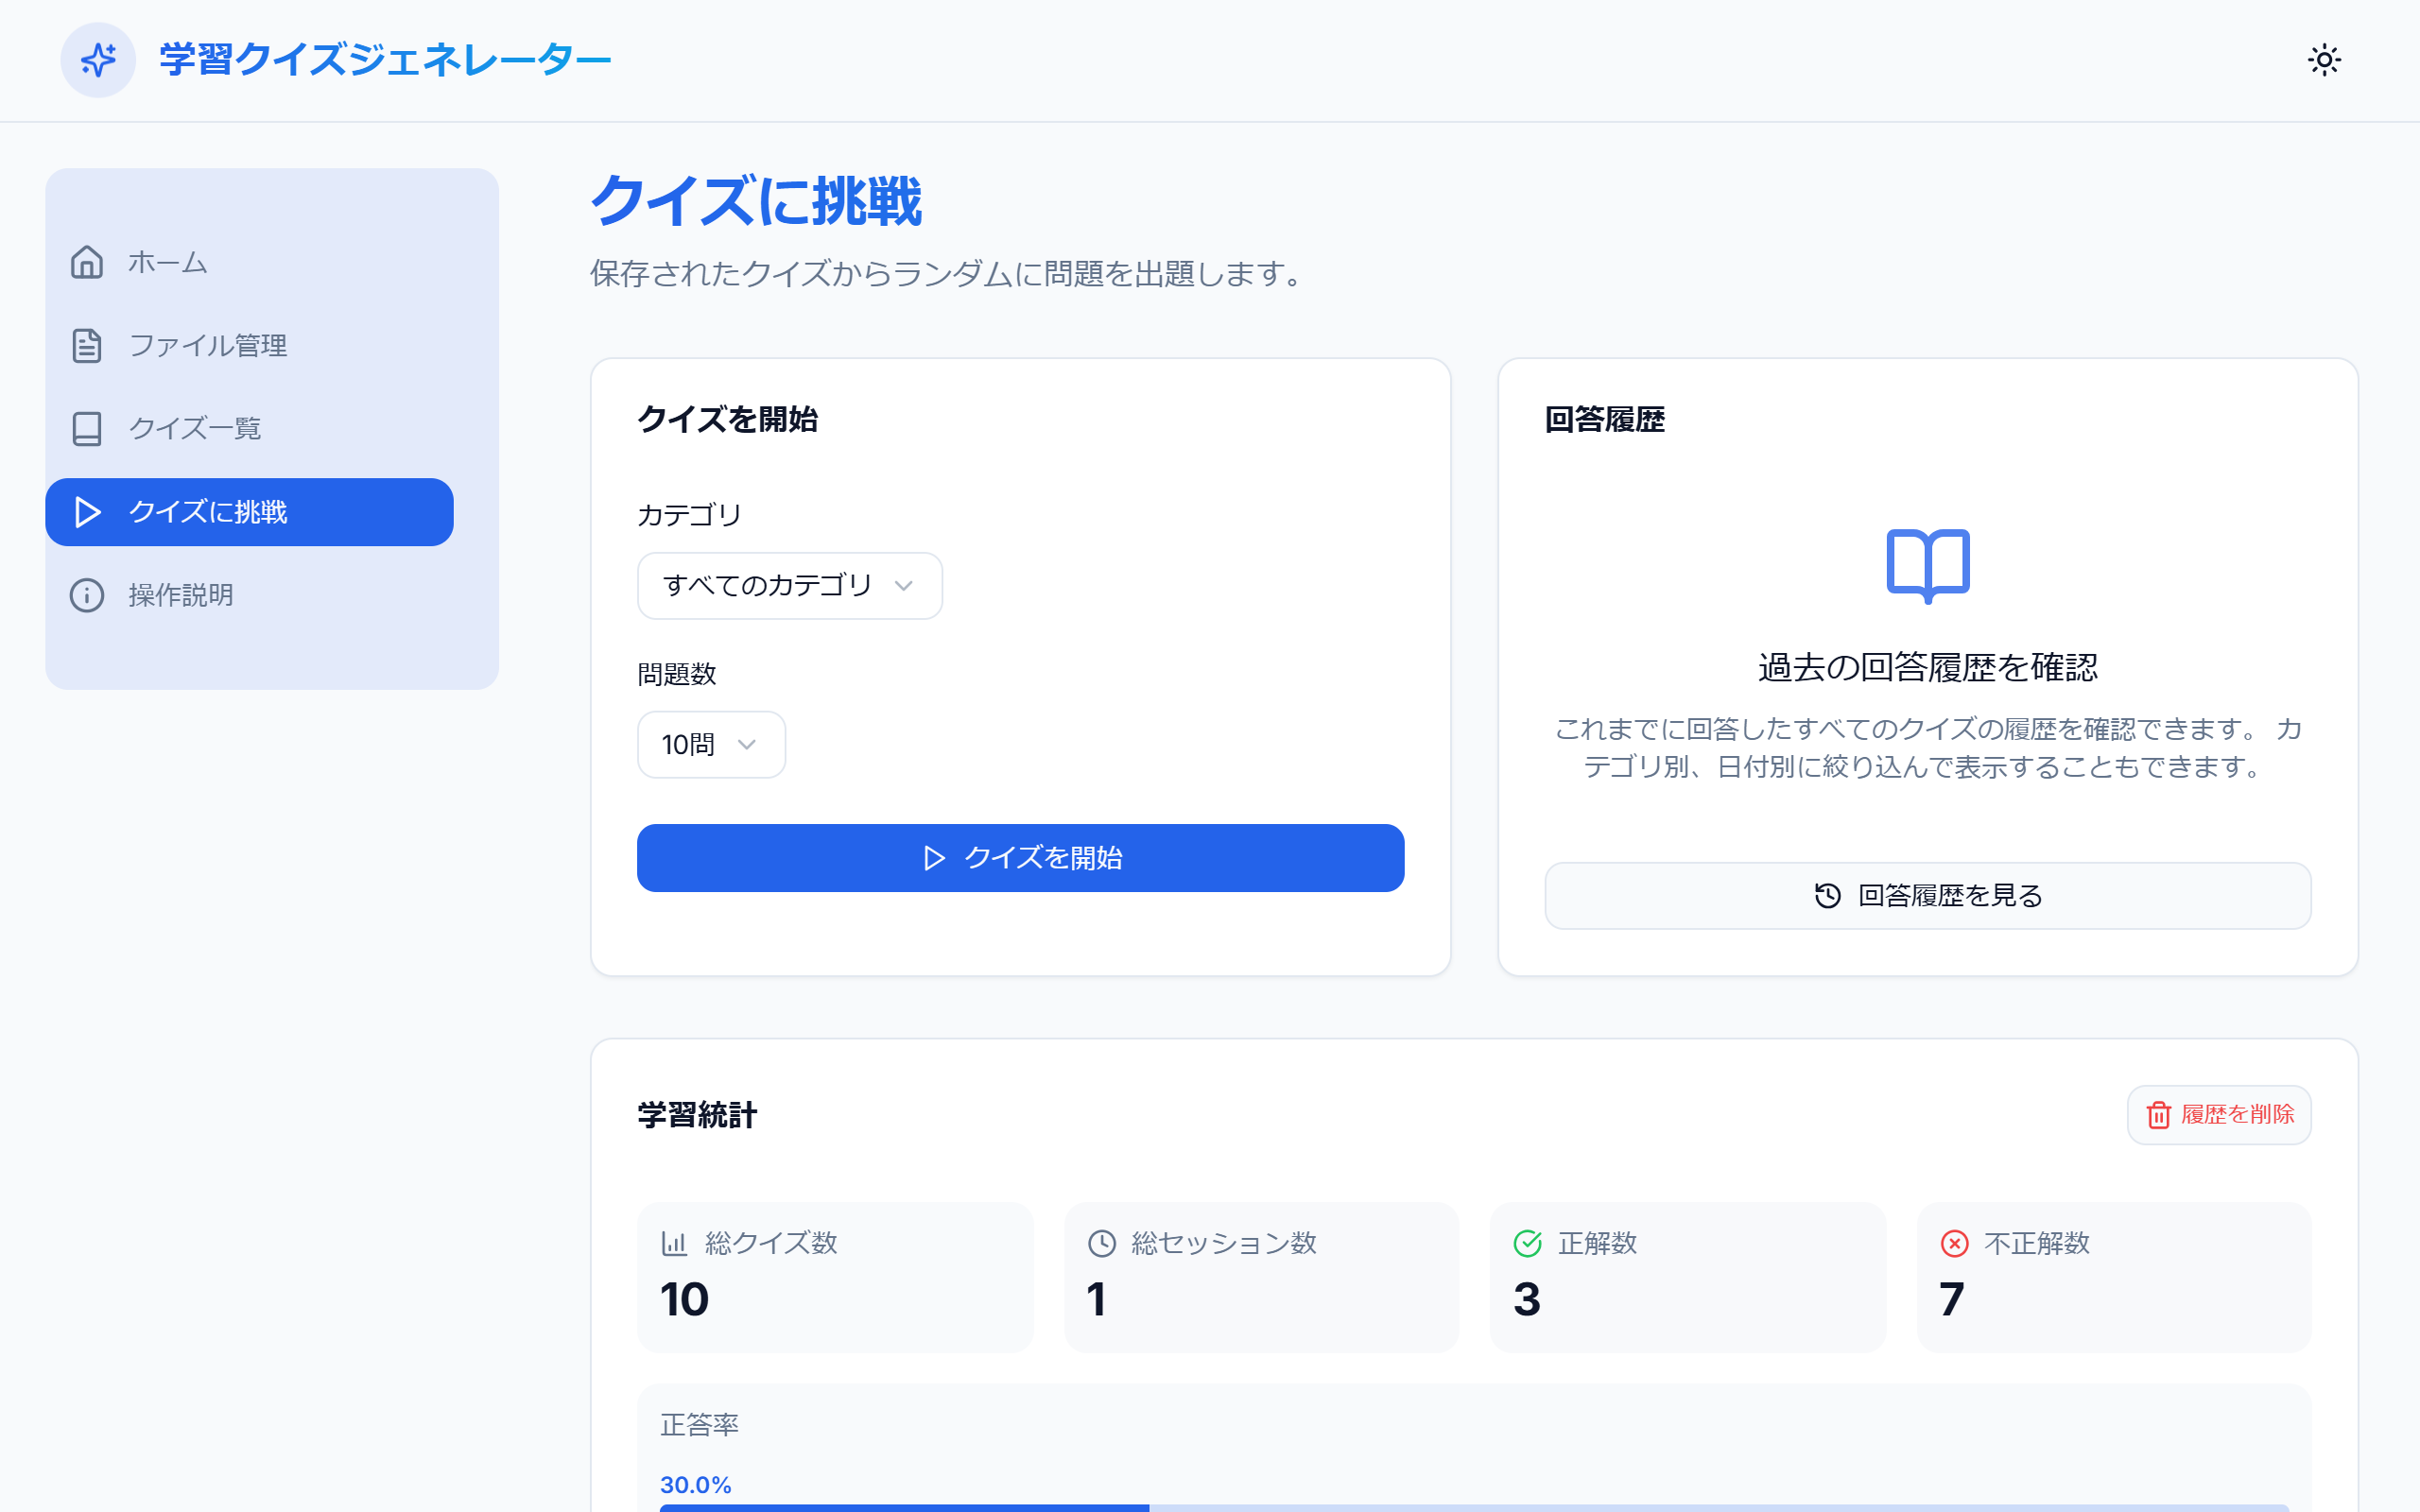 学習クイズジェネレーター
ホーム
ファイル管理
クイズ一覧
クイズに挑戦
操作説明
クイズに挑戦
保存されたクイズからランダムに問題を出題します。
クイズを開始
カテゴリ
すべてのカテゴリ
問題数
10問
クイズを開始
回答履歴
過去の回答履歴を確認
これまでに回答したすべてのクイズの履歴を確認できます。 カ
テゴリ別、日付別に絞り込んで表示することもできます。
回答履歴を見る
学習統計
履歴を削除
総クイズ数
10
総セッション数
1
正解数
3
不正解数
7
正答率
30.0%